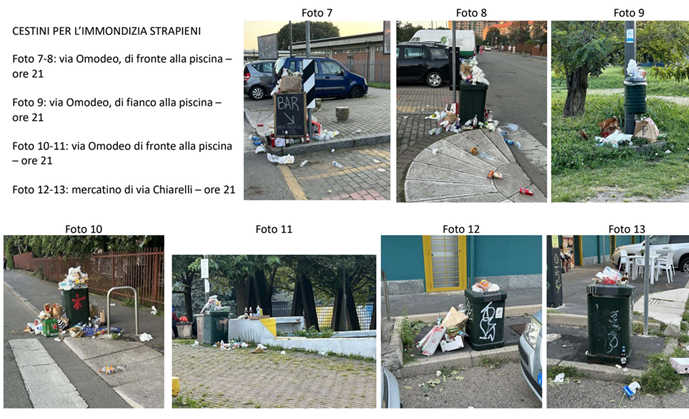 CESTINI PER L’IMMONDIZIA STRAPIENI
Foto 7-8: via Omodeo, di fronte alla piscina –
ore 21
Foto 9: via Omodeo, di fianco alla piscina –
ore 21
Foto 10-11: via Omodeo di fronte alla piscina
– ore 21
Foto 12-13: mercatino di via Chiarelli – ore 21
Foto 7
Foto 8
Foto 9
BAR
Foto 10
Foto 11
Foto 12
Foto 13